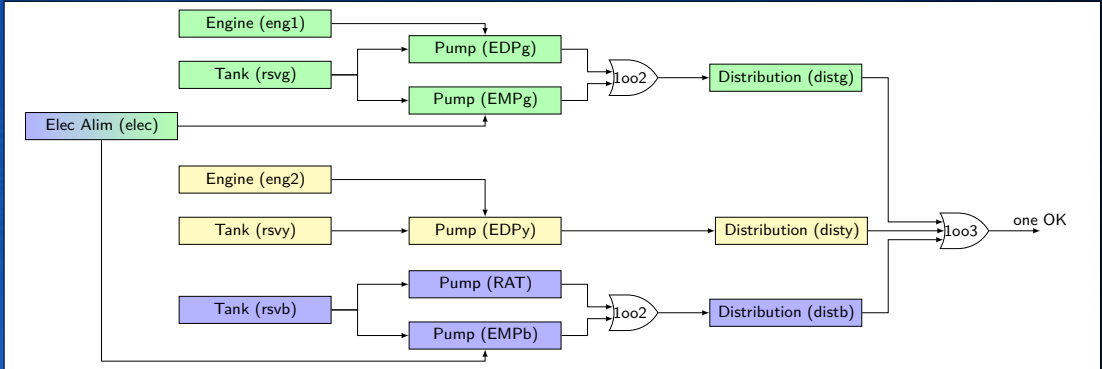 Engine (eng1)
Pump (EDPg)
Tank (rsvg)
1oo2
Distribution (distg)
Pump (EMPg)
Elec Alim (elec)
Engine (eng2)
Tank (rsvy)
Pump (EDPy)
Distribution (disty)
1oo3
one OK
Pump (RAT)
Tank (rsvb)
1oo2
Distribution (distb)
Pump (EMPb)